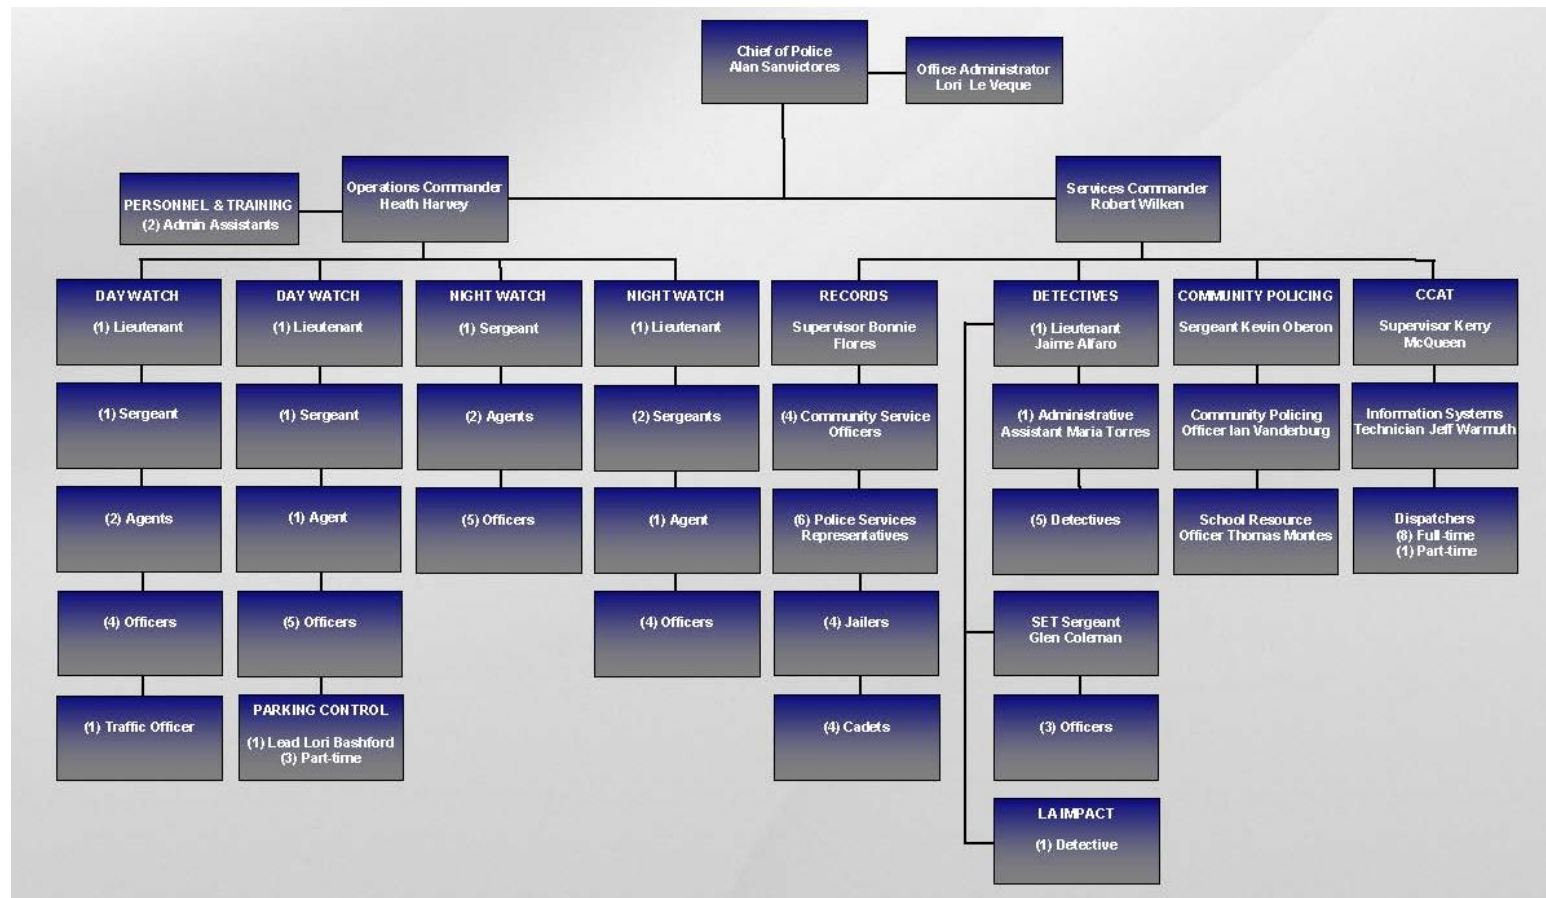 Chief of Police
Alan Sanvictores
Office Administrator
Lori Le Veque
Operations Commander
Heath Harvey
PERSONNEL & TRAINING
(2) Admin Assistants
Services Commander
Robert Wilken
DAY WATCH
(1) Lieutenant
(1) Sergeant
(2) Agents
(4) Officers
(1) Traffic Officer
DAY WATCH
(1) Lieutenant
(1) Sergeant
(1) Agent
(5) Officers
PARKING CONTROL
(1) Lead Lori Bashford
(3) Part-time
NIGHT WATCH
(1) Sergeant
(2) Agents
(5) Officers
NIGHT WATCH
(1) Lieutenant
(2) Sergeants
(1) Agent
(4) Officers
RECORDS
Supervisor Bonnie
Flores
(4) Community Service
Officers
(6) Police Services
Representatives
(4) Jailers
(4) Cadets
DETECTIVES
(1) Lieutenant
Jaime Alfaro
(1) Administrative
Assistant Maria Torres
(5) Detectives
SET Sergeant
Glen Coleman
(3) Officers
LA IMPACT
(1) Detective
COMMUNITY POLICING
Sergeant Kevin Oberon
Community Policing
Officer Ian Vanderburg
School Resource
Officer Thomas Montes
CCAT
Supervisor Kerry
McQueen
Information Systems
Technician Jeff Warmuth
Dispatchers
(8) Full-time
(1) Part-time